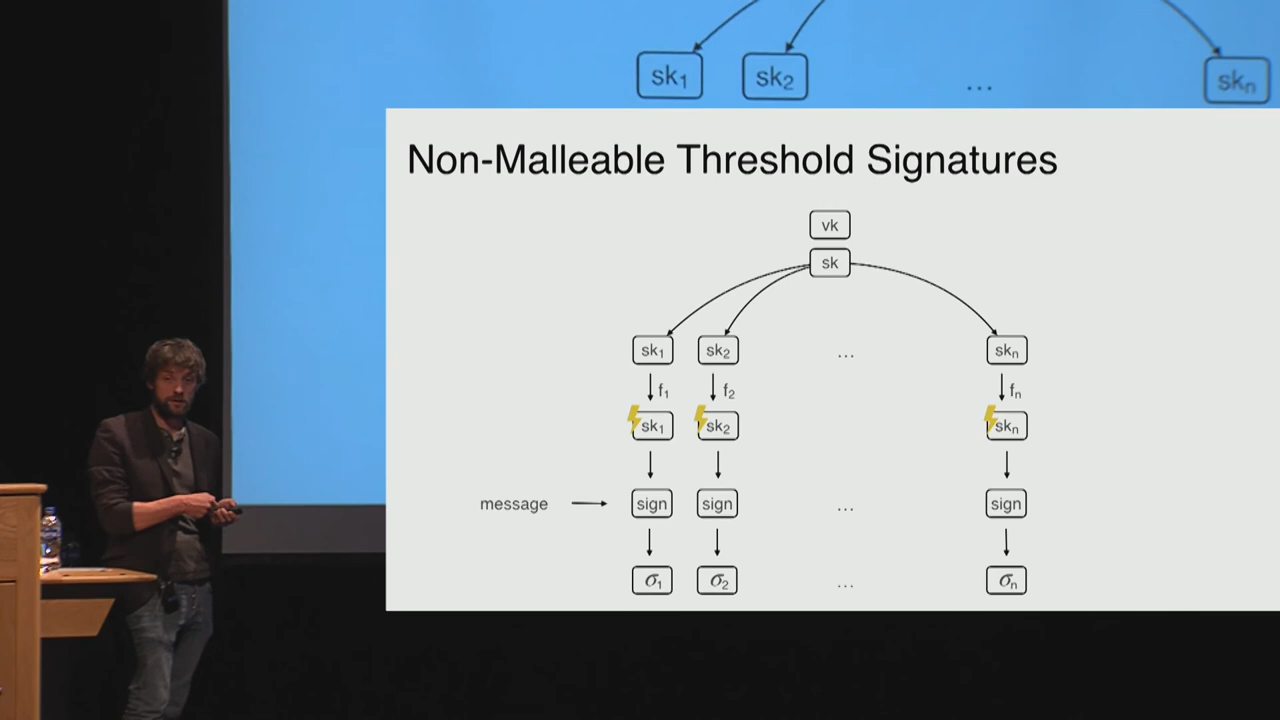 sk₁ sk₂ ... skₙ
Non-Malleable Threshold Signatures
vk
sk
sk₁ sk₂ ... skₙ
f₁ f₂ fₙ
sk₁ sk₂ skₙ
message sign sign ... sign
σ₁ σ₂ ... σₙ